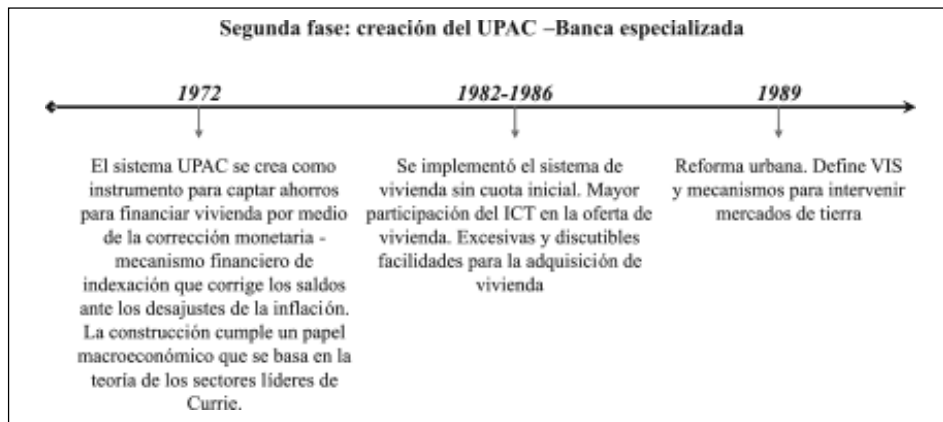 Segunda fase: creación del UPAC –Banca especializada
1972
El sistema UPAC se crea como
instrumento para captar ahorros
para financiar vivienda por medio
de la corrección monetaria -
mecanismo financiero de
indexación que corrige los saldos
ante los desajustes de la inflación.
La construcción cumple un papel
macroeconómico que se basa en la
teoría de los sectores líderes de
Currie.
1982-1986
Se implementó el sistema de
vivienda sin cuota inicial. Mayor
participación del ICT en la oferta de
vivienda. Excesivas y discutibles
facilidades para la adquisición de
vivienda
1989
Reforma urbana. Define VIS
y mecanismos para intervenir
mercados de tierra